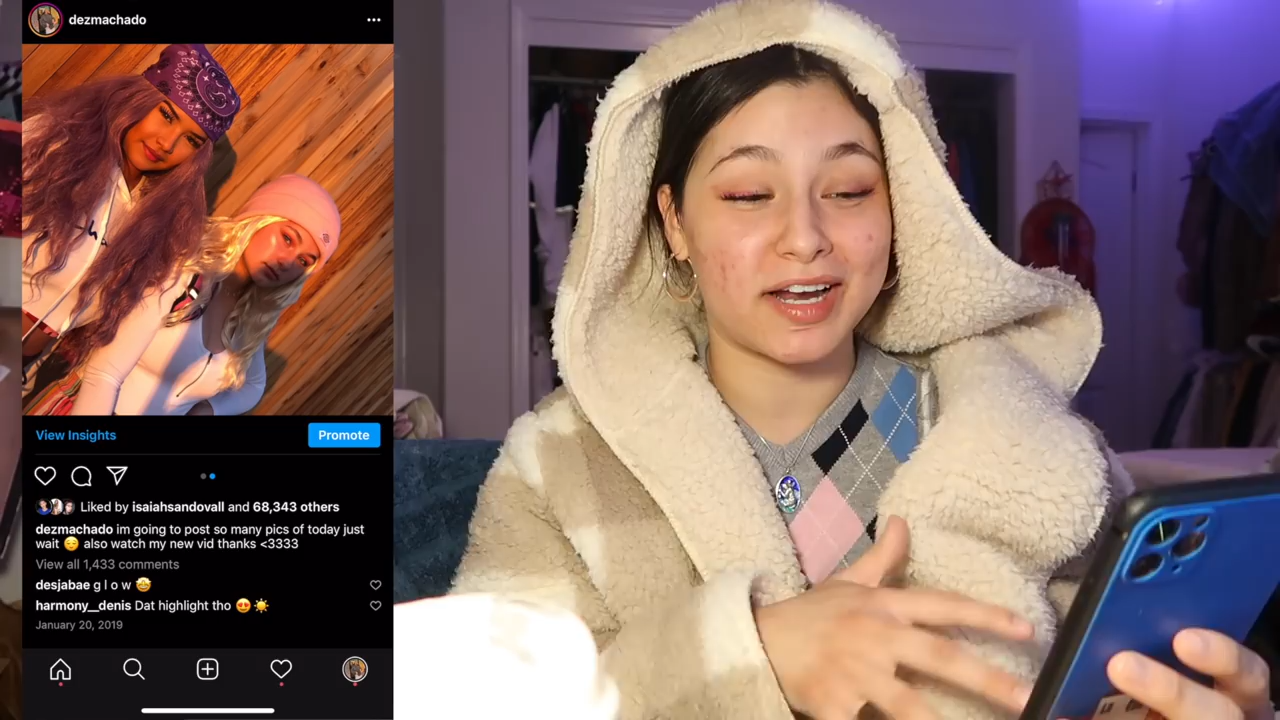 dezmachado
View Insights
Promote
Liked by isaiahsandovall and 68,343 others
dezmachado im going to post so many pics of today just
wait 😏 also watch my new vid thanks <3333
View all 1,433 comments
desjabae g l o w 🤩
harmony__denis Dat highlight tho 😍☀️
January 20, 2019